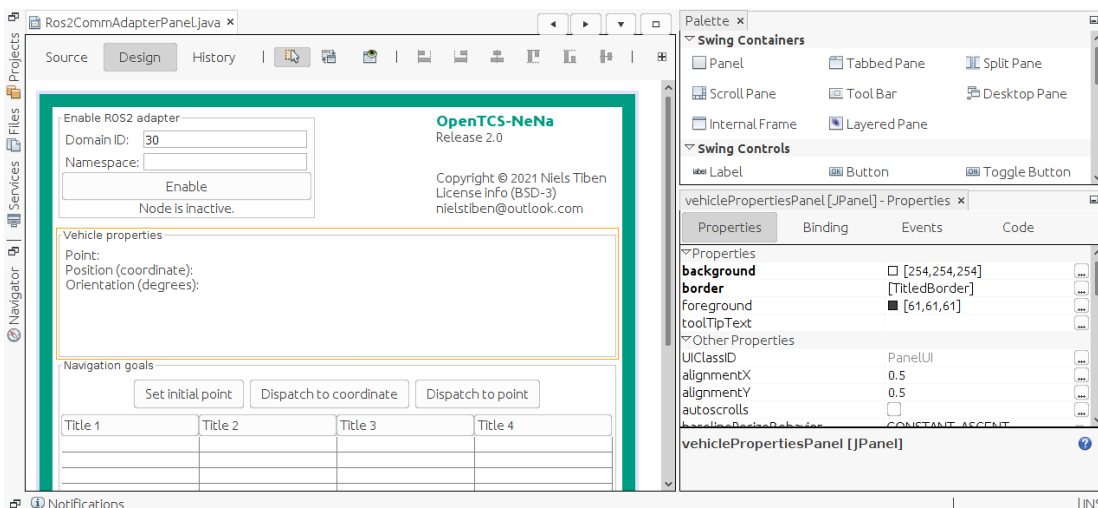 Ros2CommAdapterPanel.java ×
Source Design History
Projects
Files
Services
Navigator
Enable ROS2 adapter
Domain ID: 30
Namespace:
Enable
Node is inactive.
OpenTCS-NeNa
Release 2.0
Copyright © 2021 Niels Tiben
License info (BSD-3)
nielstiben@outlook.com
Vehicle properties
Point:
Position (coordinate):
Orientation (degrees):
Navigation goals
Set initial point Dispatch to coordinate Dispatch to point
Title 1 Title 2 Title 3 Title 4
Palette ×
Swing Containers
Panel Tabbed Pane Split Pane
Scroll Pane Tool Bar Desktop Pane
Internal Frame Layered Pane
Swing Controls
label Label OK Button ON Toggle Button
vehiclePropertiesPanel [JPanel] - Properties ×
Properties Binding Events Code
Properties
background [254,254,254] ...
border [TitledBorder] ...
foreground [61,61,61] ...
toolTipText ...
Other Properties
UIClassID PanelUI ...
alignmentX 0.5 ...
alignmentY 0.5 ...
autoscrolls ...
baselineResizeBehavior CONSTANT_ASCENT
vehiclePropertiesPanel [JPanel]
Notifications
INS